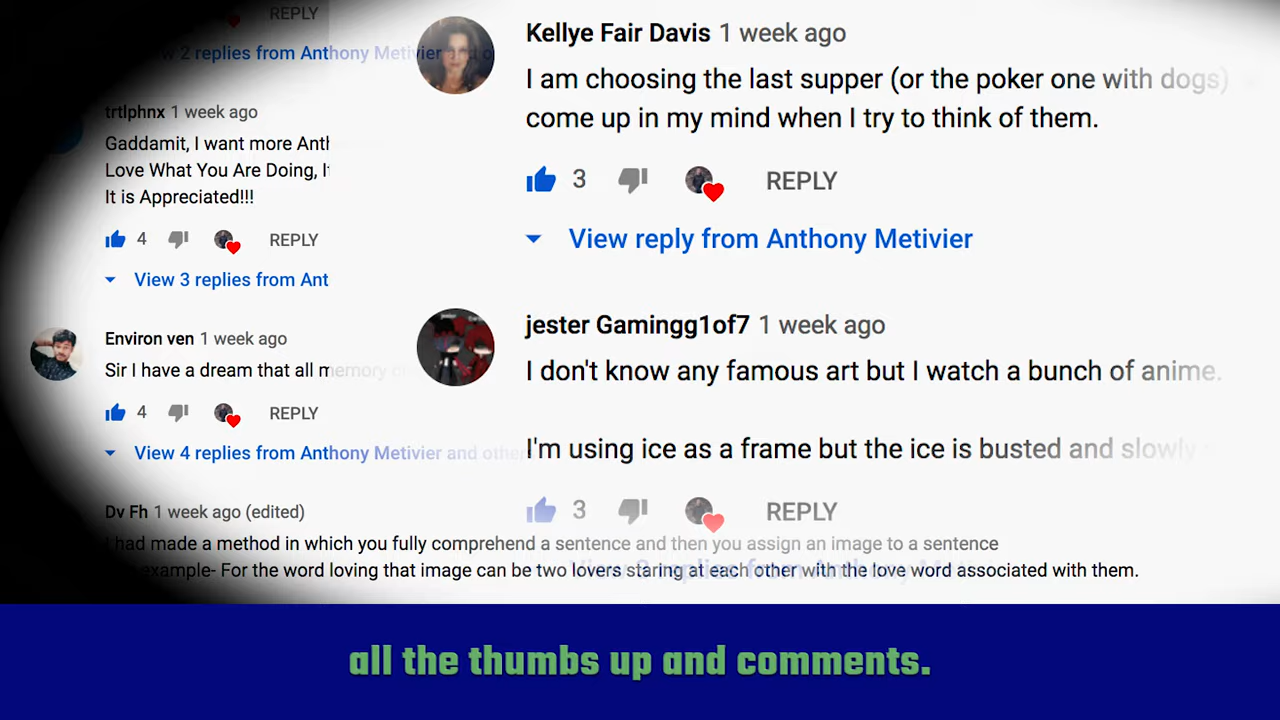 REPLY
2 replies from Anthony Metivier
trtlphnx 1 week ago
Gaddamit, I want more Anth
Love What You Are Doing, It
It is Appreciated!!!
4 REPLY
View 3 replies from Ant
Environ ven 1 week ago
Sir I have a dream that all memory
4 REPLY
View 4 replies from Anthony Metivier and other
Dv Fh 1 week ago (edited)
had made a method in which you fully comprehend a sentence and then you assign an image to a sentence
example- For the word loving that image can be two lovers staring at each other with the love word associated with them.
Kellye Fair Davis 1 week ago
I am choosing the last supper (or the poker one with dogs)
come up in my mind when I try to think of them.
3 REPLY
View reply from Anthony Metivier
jester Gamingg1of7 1 week ago
I don't know any famous art but I watch a bunch of anime.
I'm using ice as a frame but the ice is busted and slowly
3 REPLY
all the thumbs up and comments.